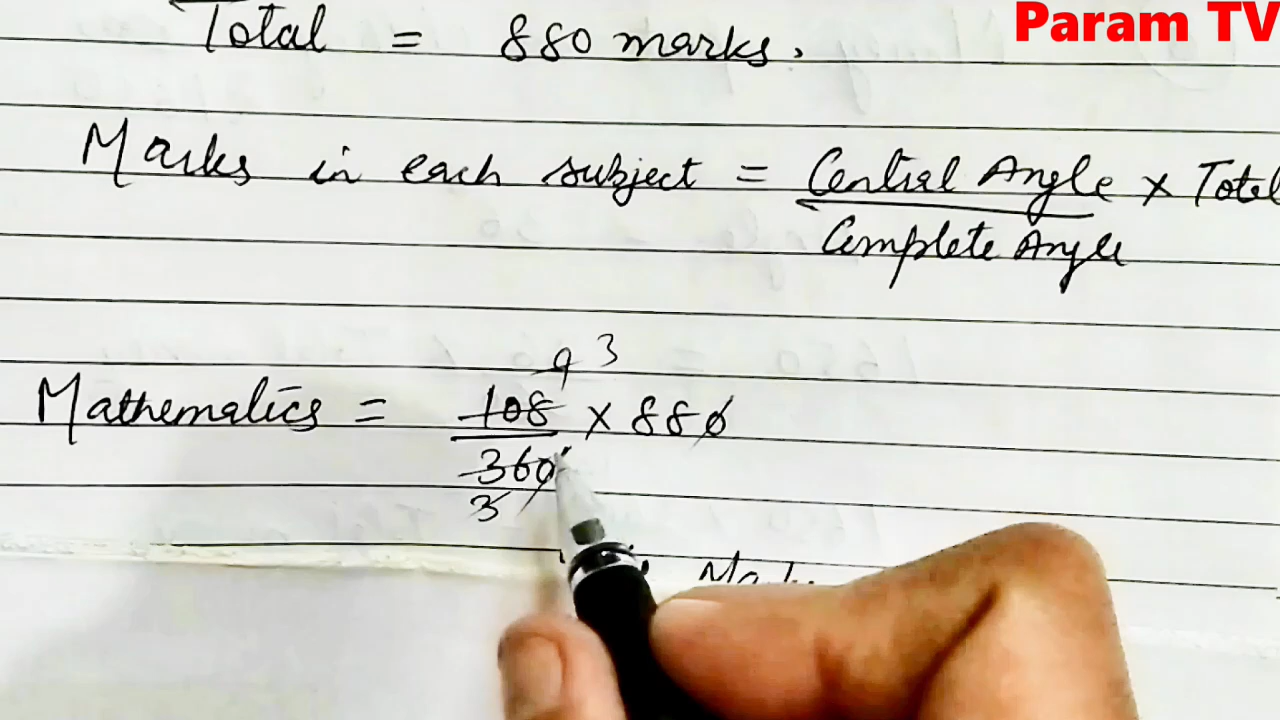 Param TV
Total = 880 marks.
Marks in each subject = Central Angle × Total
Complete Angle
9 3
Mathematics = 108 × 880
360
3